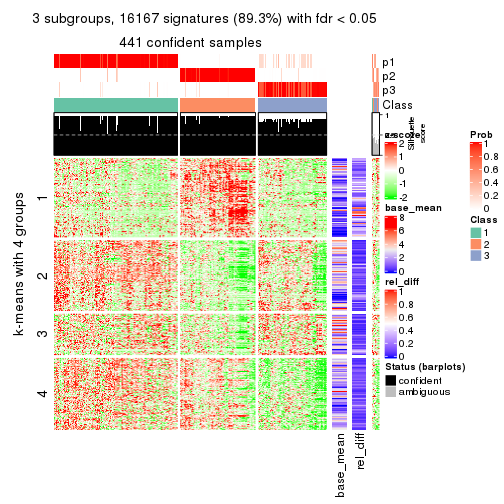 3 subgroups, 16167 signatures (89.3%) with fdr < 0.05
441 confident samples
p1
p2
p3
Class
1
Silhouette
score
z-score
2
1
0
-1
-2
base_mean
8
6
4
2
0
rel_diff
1
0.8
0.6
0.4
0.2
0
Status (barplots)
confident
ambiguous
Prob
1
0.8
0.6
0.4
0.2
0
Class
1
2
3
k-means with 4 groups
1
2
3
4
base_mean
rel_diff